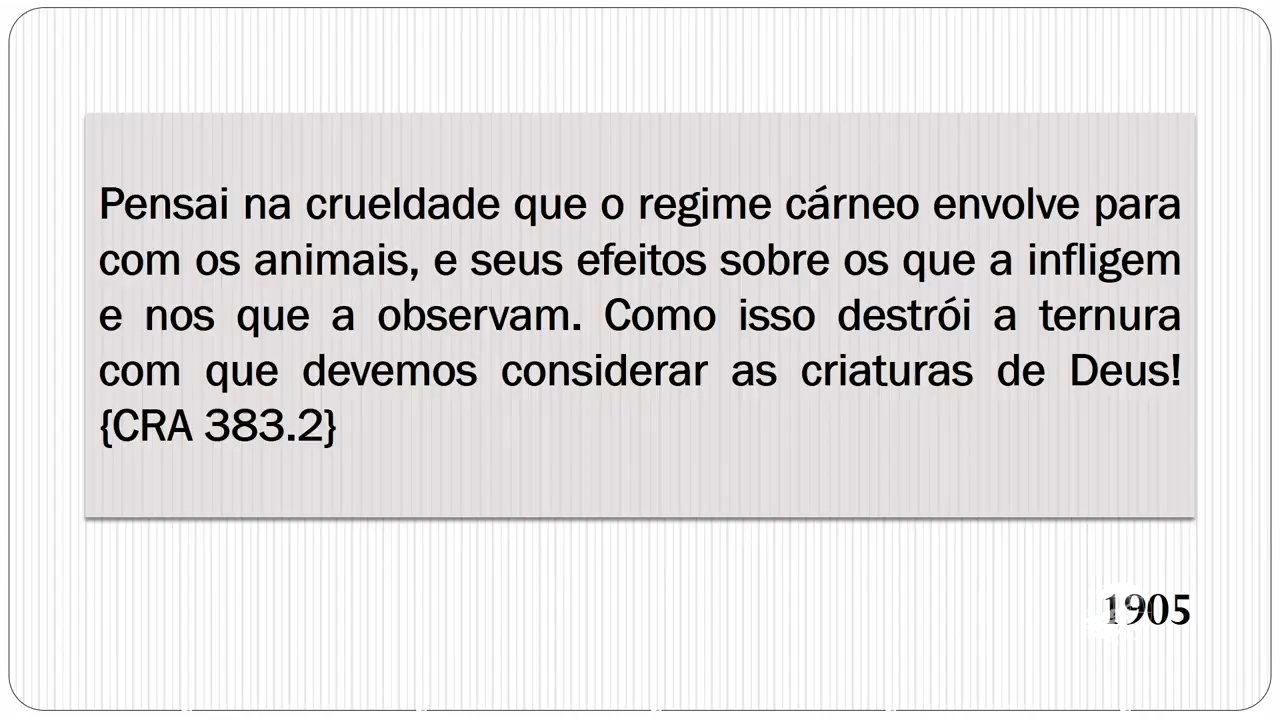 Pensai na crueldade que o regime cárneo envolve para
com os animais, e seus efeitos sobre os que a infligem
e nos que a observam. Como isso destrói a ternura
com que devemos considerar as criaturas de Deus!
{CRA 383.2}
1905